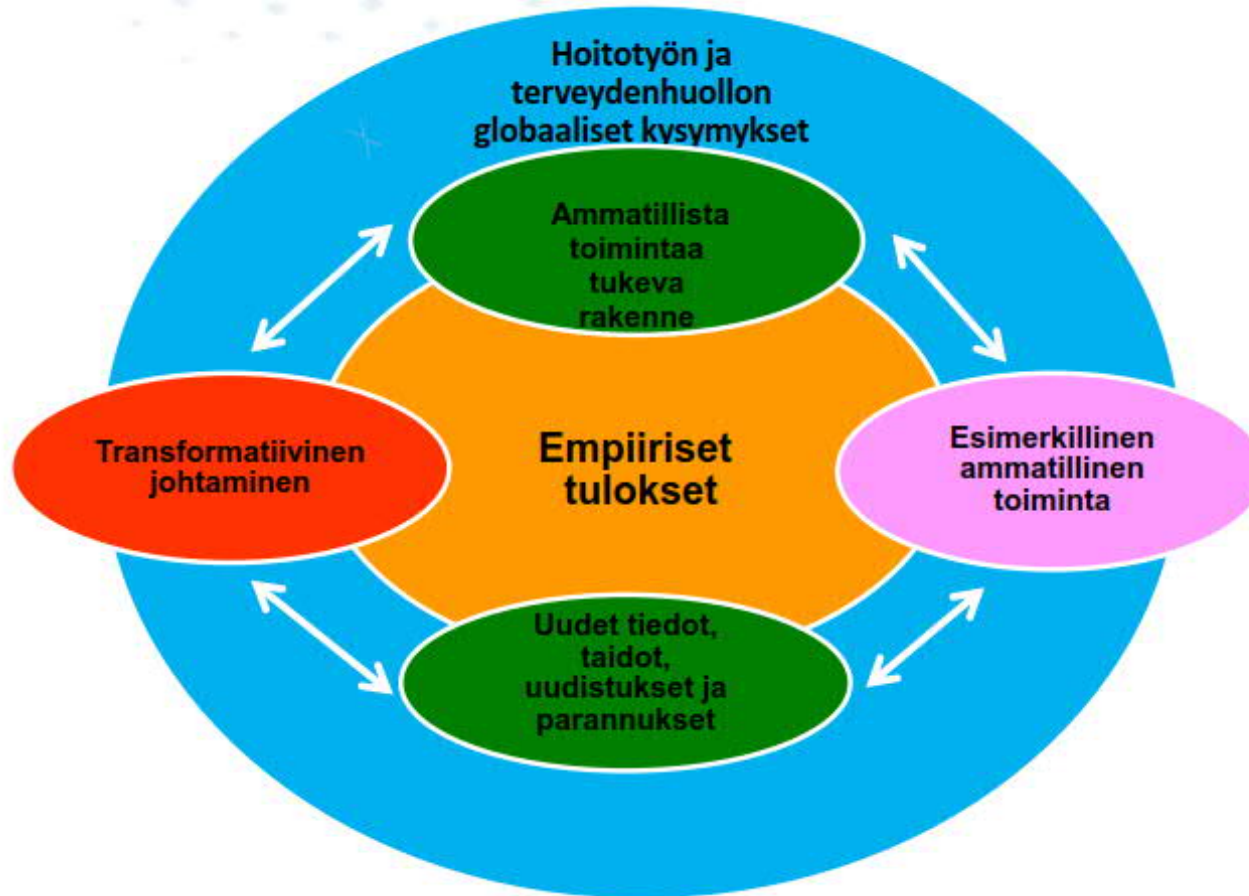 Hoitotyön ja
terveydenhuollon
globaaliset kysymykset
Ammatillista
toimintaa
tukeva
rakenne
Transformatiivinen
johtaminen
Empiiriset
tulokset
Esimerkillinen
ammatillinen
toiminta
Uudet tiedot,
taidot,
uudistukset ja
parannukset